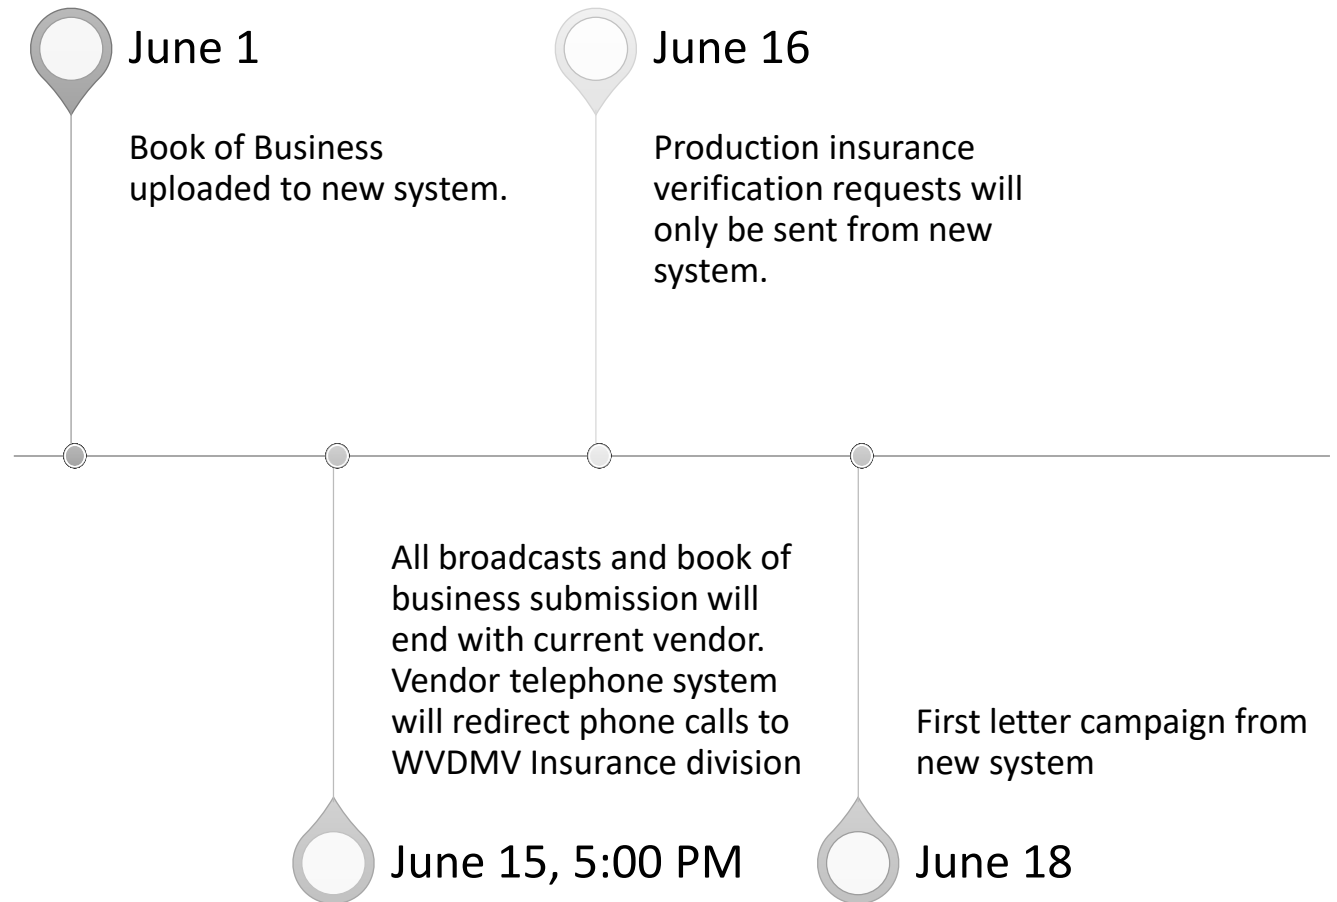 June 1
Book of Business
uploaded to new system.
June 16
Production insurance
verification requests will
only be sent from new
system.
All broadcasts and book of
business submission will
end with current vendor.
Vendor telephone system
will redirect phone calls to
WVDMV Insurance division
June 15, 5:00 PM
First letter campaign from
new system
June 18